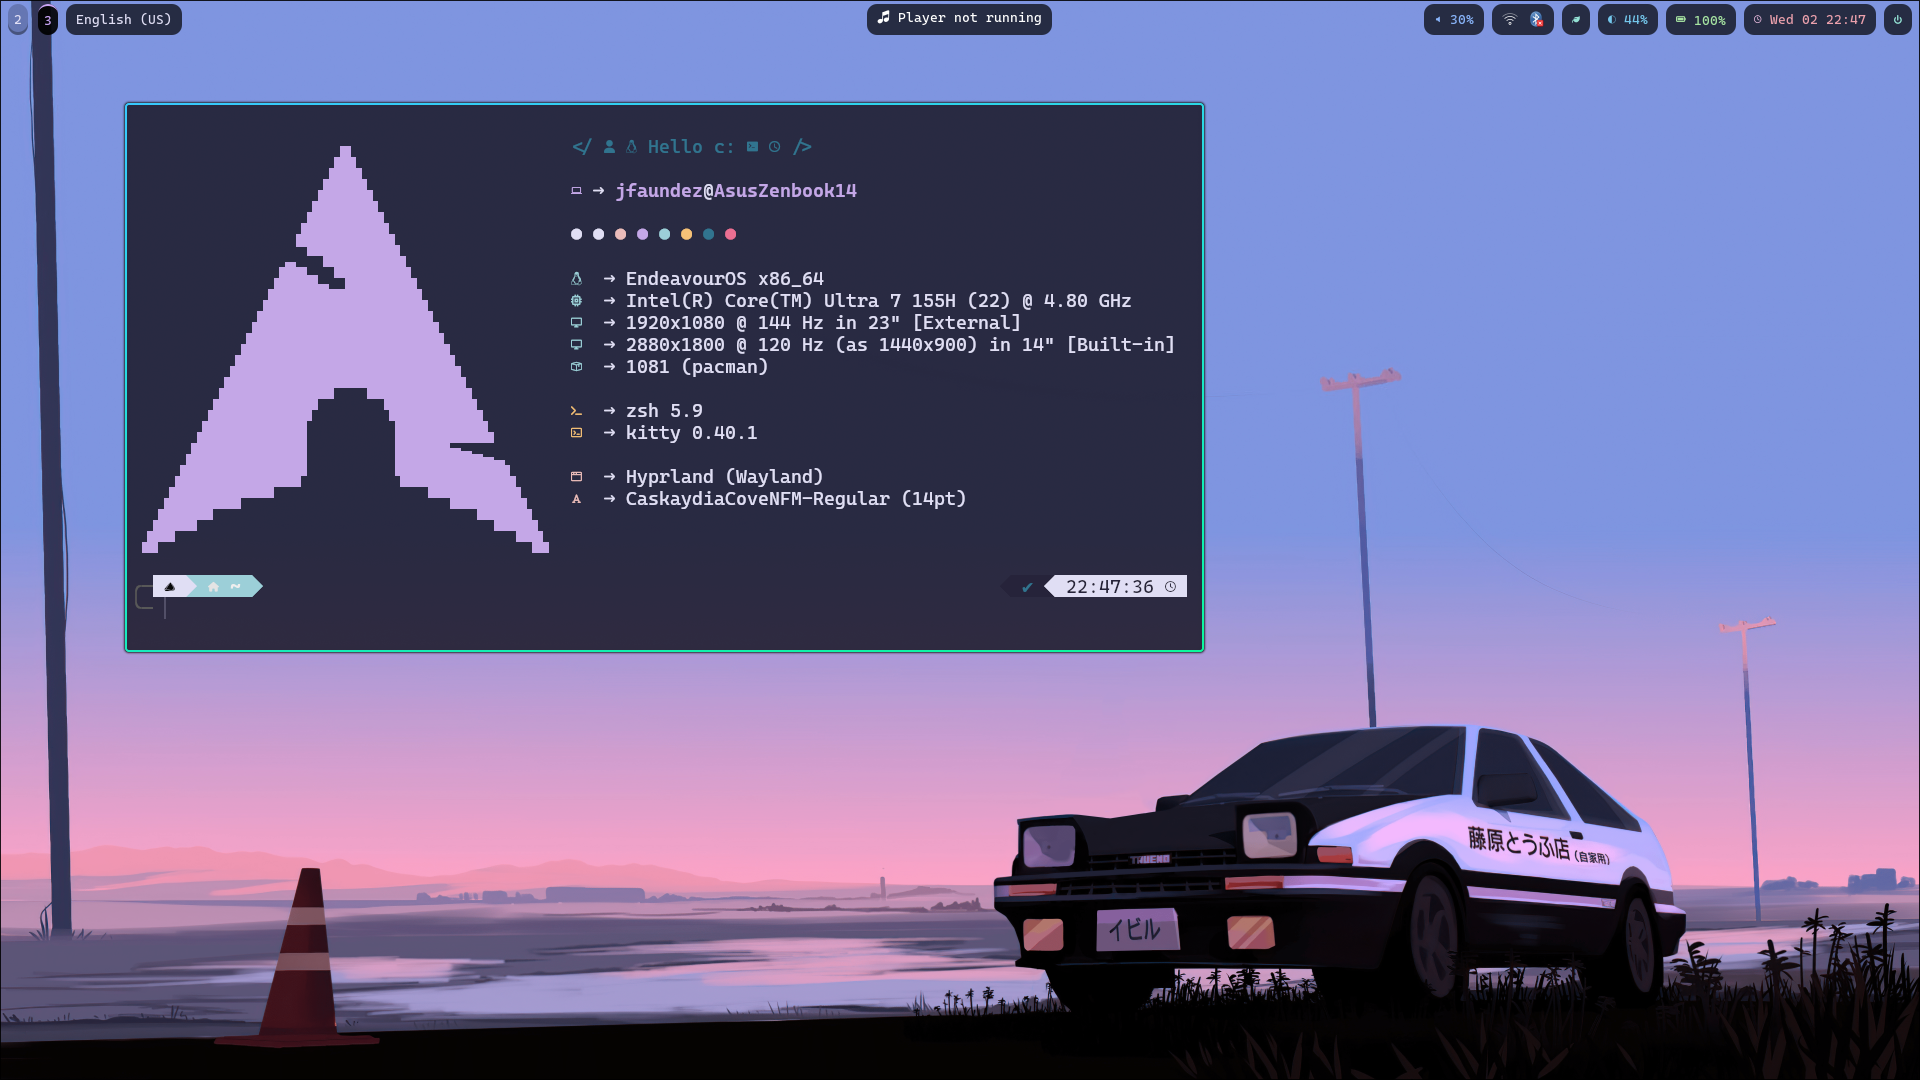 2 3 English (US)
Player not running
30%
44%
100%
Wed 02 22:47
</ Hello c: />
→ jfaundez@AsusZenbook14
→ EndeavourOS x86_64
→ Intel(R) Core(TM) Ultra 7 155H (22) @ 4.80 GHz
→ 1920x1080 @ 144 Hz in 23" [External]
→ 2880x1800 @ 120 Hz (as 1440x900) in 14" [Built-in]
→ 1081 (pacman)
→ zsh 5.9
→ kitty 0.40.1
→ Hyprland (Wayland)
→ CaskaydiaCoveNFM-Regular (14pt)
~
✔ 22:47:36
藤原とうふ店(自家用)
TRUENO
イビル